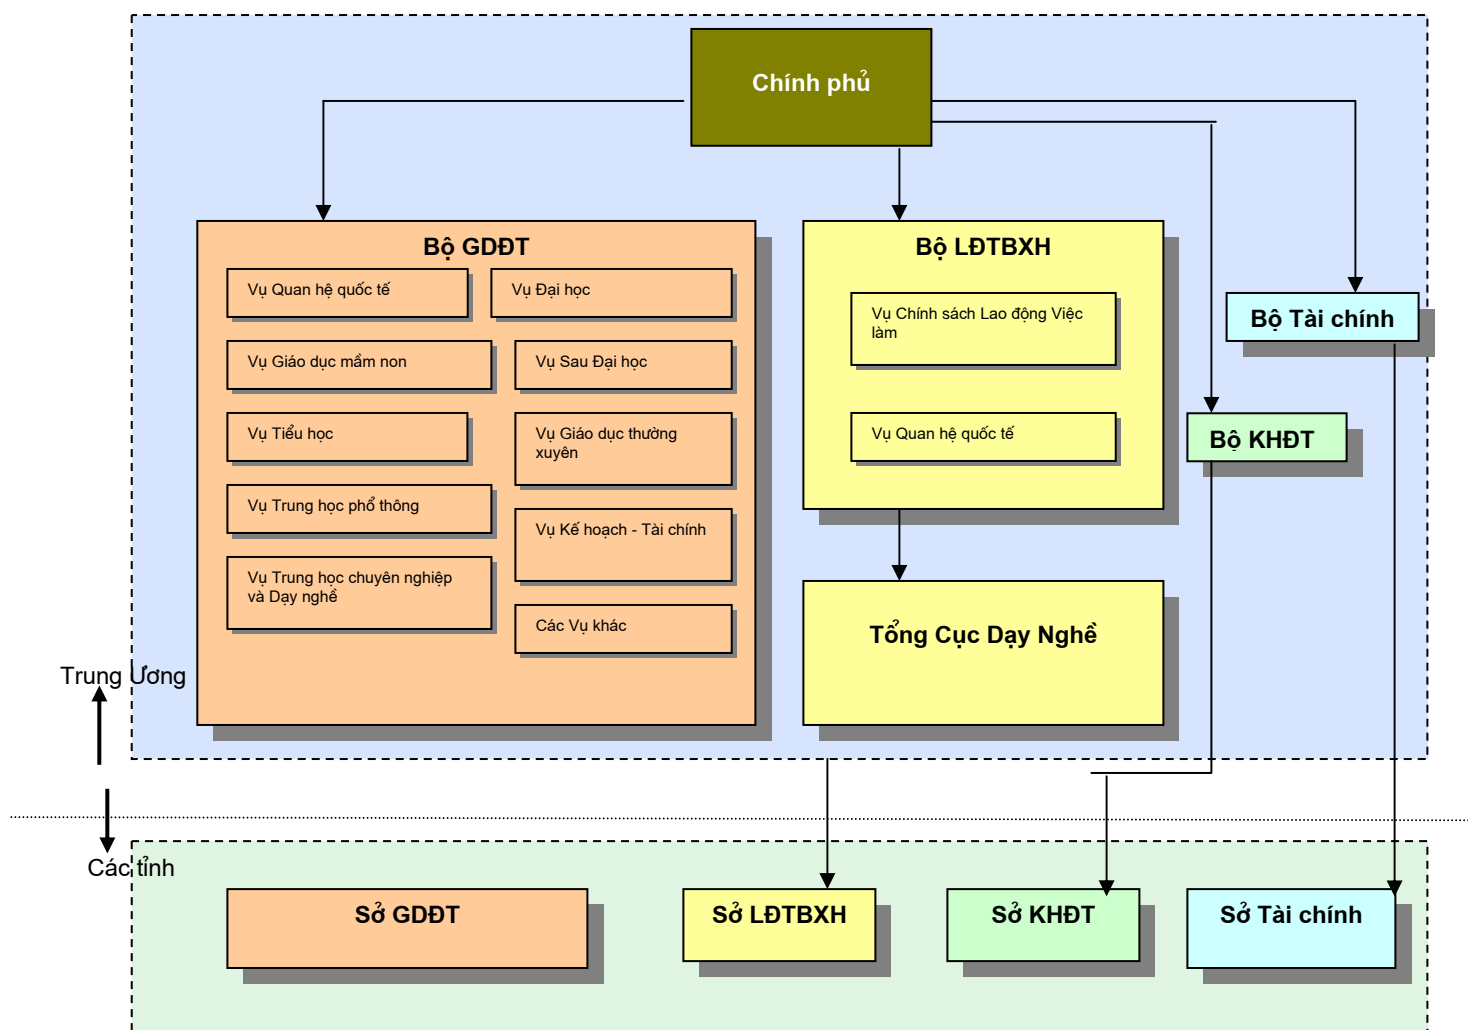 Chính phủ
Bộ GDĐT
Vụ Quan hệ quốc tế
Vụ Đại học
Vụ Giáo dục mầm non
Vụ Sau Đại học
Vụ Tiểu học
Vụ Giáo dục thường
xuyên
Vụ Trung học phổ thông
Vụ Kế hoạch - Tài chính
Vụ Trung học chuyên nghiệp
và Dạy nghề
Các Vụ khác
Bộ LĐTBXH
Vụ Chính sách Lao động Việc
làm
Vụ Quan hệ quốc tế
Tổng Cục Dạy Nghề
Bộ Tài chính
Bộ KHĐT
Trung Ương
Các tỉnh
Sở GDĐT
Sở LĐTBXH
Sở KHĐT
Sở Tài chính